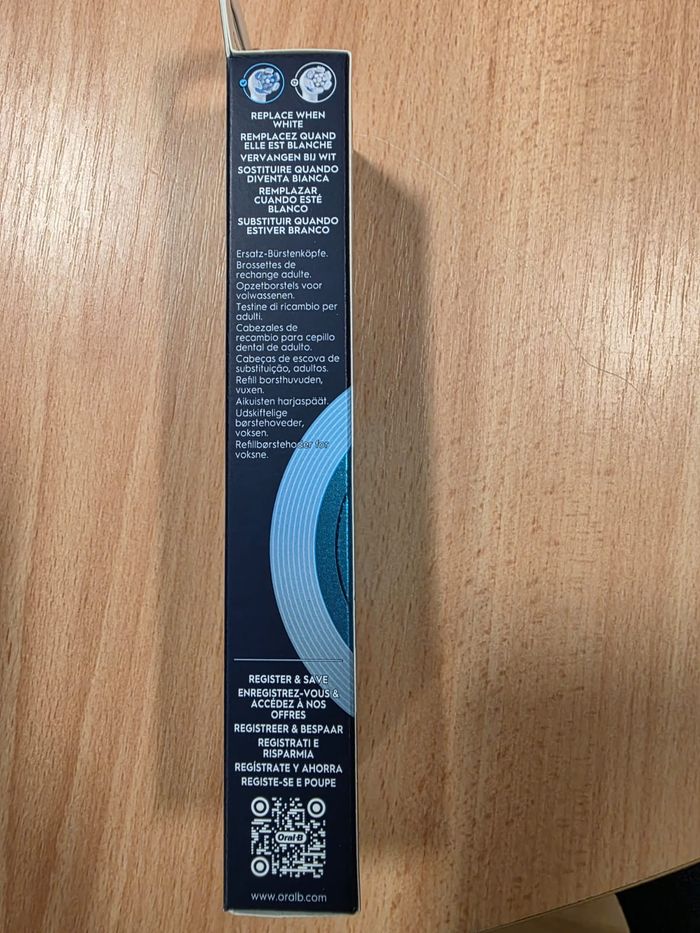 REPLACE WHEN
WHITE
REMPLACEZ QUAND
ELLE EST BLANCHE
VERVANGEN BIJ WIT
SOSTITUIRE QUANDO
DIVENTA BIANCA
REMPLAZAR
CUANDO ESTÉ
BLANCO
SUBSTITUIR QUANDO
ESTIVER BRANCO
Ersatz-Bürstenköpfe.
Brossettes de
rechange adulte.
Opzetborstels voor
volwassenen.
Testine di ricambio per
adulti.
Cabezales de
recambio para cepillo
dental de adulto.
Cabeças de escova de
substituição, adultos.
Refill borsthuvuden,
vuxen.
Aikuisten harjaspäät.
Udskiftelige
børstehoveder,
voksen.
Refillbørstehoder for
voksne.
REGISTER & SAVE
ENREGISTREZ-VOUS &
ACCÉDEZ À NOS
OFFRES
REGISTREER & BESPAAR
REGISTRATI E
RISPARMIA
REGÍSTRATE Y AHORRA
REGISTE-SE E POUPE
Oral-B
www.oralb.com